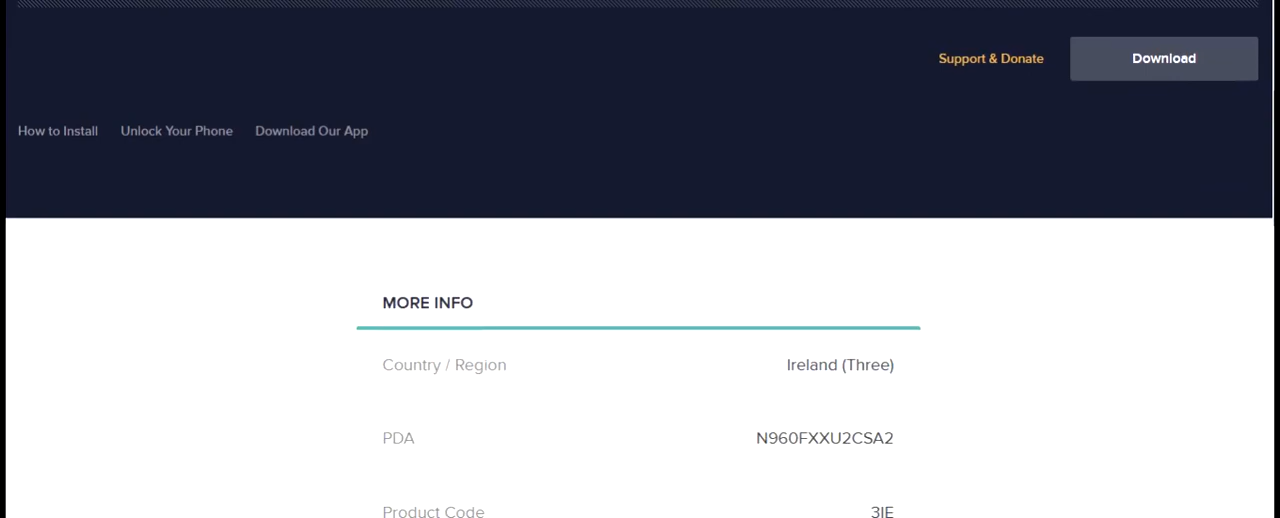 Support & Donate Download
How to Install Unlock Your Phone Download Our App
MORE INFO
Country / Region Ireland (Three)
PDA N960FXXU2CSA2
Product Code 3IE